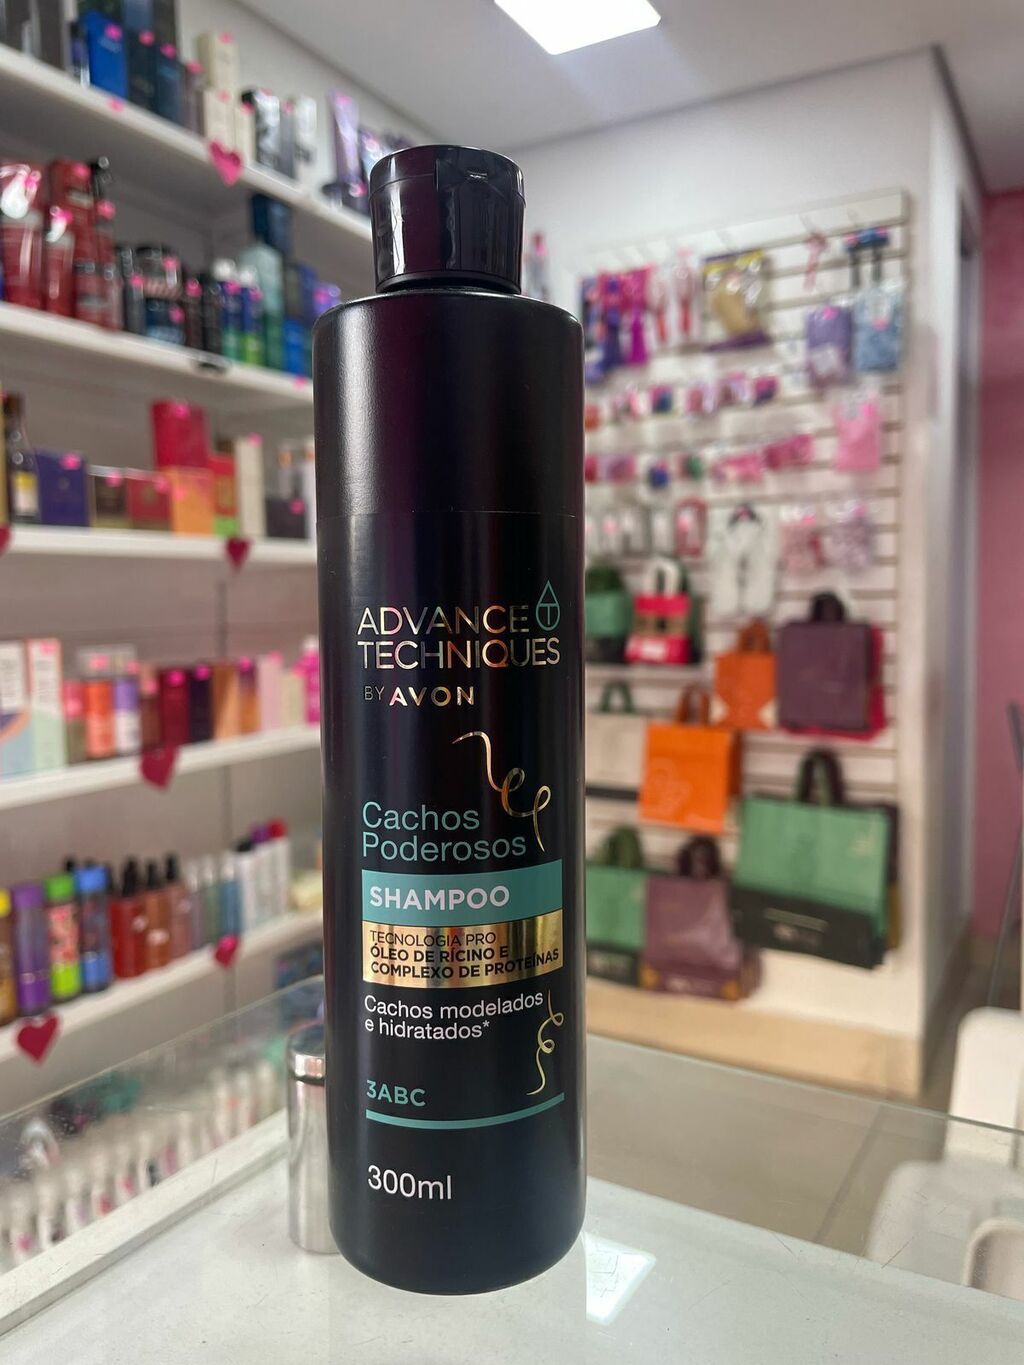 ADVANCE T
TECHNIQUES
BY AVON
Cachos
Poderosos
SHAMPOO
TECNOLOGIA PRO
ÓLEO DE RÍCINO E
COMPLEXO DE PROTEÍNAS
Cachos modelados
e hidratados*
3ABC
300ml